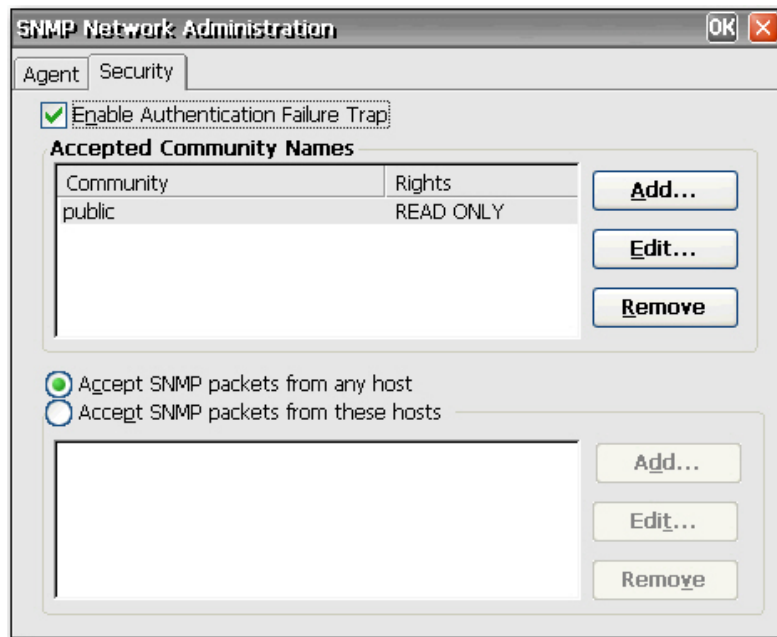 SNMP Network Administration OK
Agent Security
Enable Authentication Failure Trap
Accepted Community Names
Community Rights
public READ ONLY
Add...
Edit...
Remove
Accept SNMP packets from any host
Accept SNMP packets from these hosts
Add...
Edit...
Remove